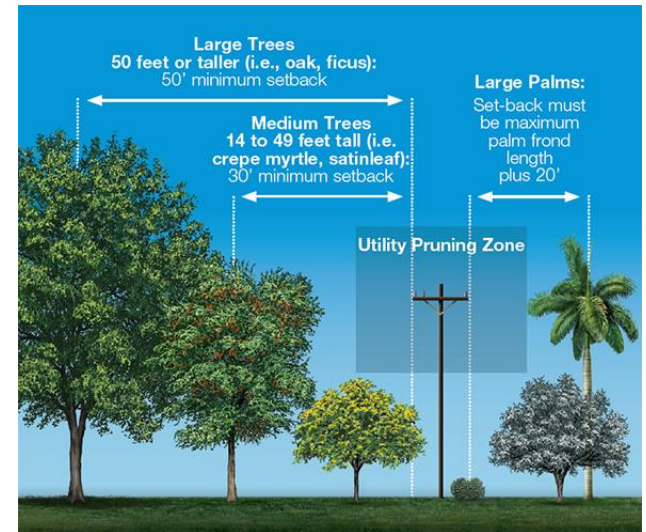 Large Trees
50 feet or taller (i.e., oak, ficus):
50' minimum setback
Medium Trees
14 to 49 feet tall (i.e.
crepe myrtle, satinleaf):
30' minimum setback
Large Palms:
Set-back must
be maximum
palm frond
length
plus 20'
Utility Pruning Zone